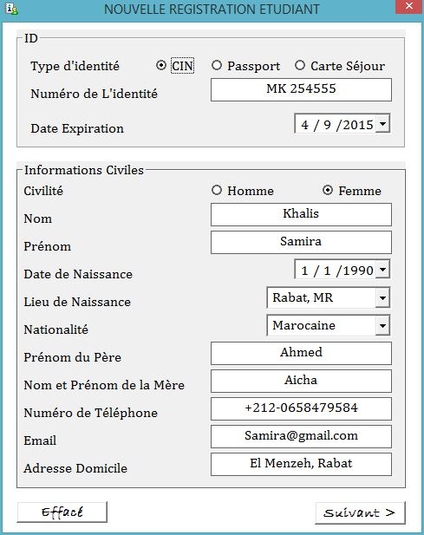 NOUVELLE REGISTRATION ETUDIANT
ID
Type d'identité CIN Passport Carte Séjour
Numéro de L'identité MK 254555
Date Expiration 4 / 9 /2015
Informations Civiles
Civilité Homme Femme
Nom Khalis
Prénom Samira
Date de Naissance 1 / 1 /1990
Lieu de Naissance Rabat, MR
Nationalité Marocaine
Prénom du Père Ahmed
Nom et Prénom de la Mère Aicha
Numéro de Téléphone +212-0658479584
Email Samira@gmail.com
Adresse Domicile El Menzeh, Rabat
Effacé Suivant >